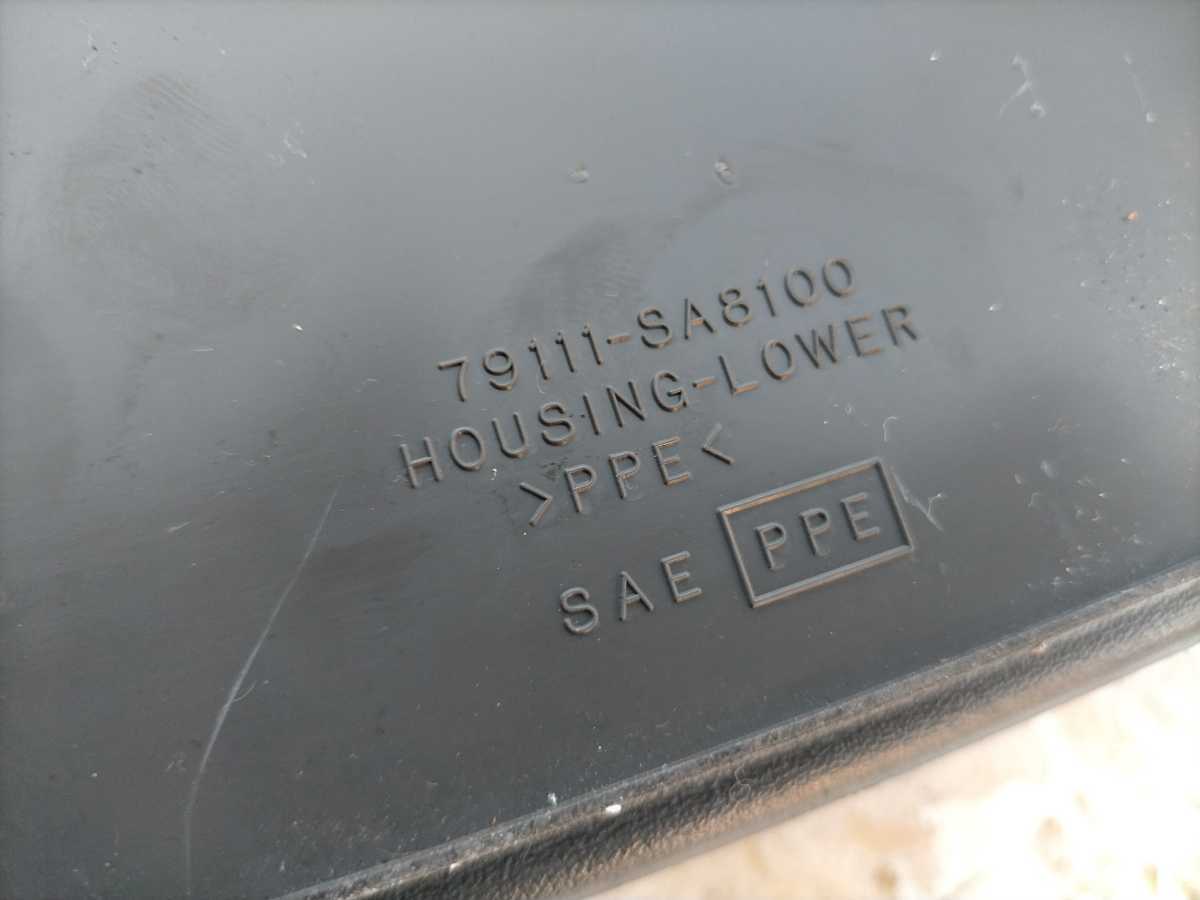 79111-SA8100
HOUSING-LOWER
>PPE<
SAE PPE